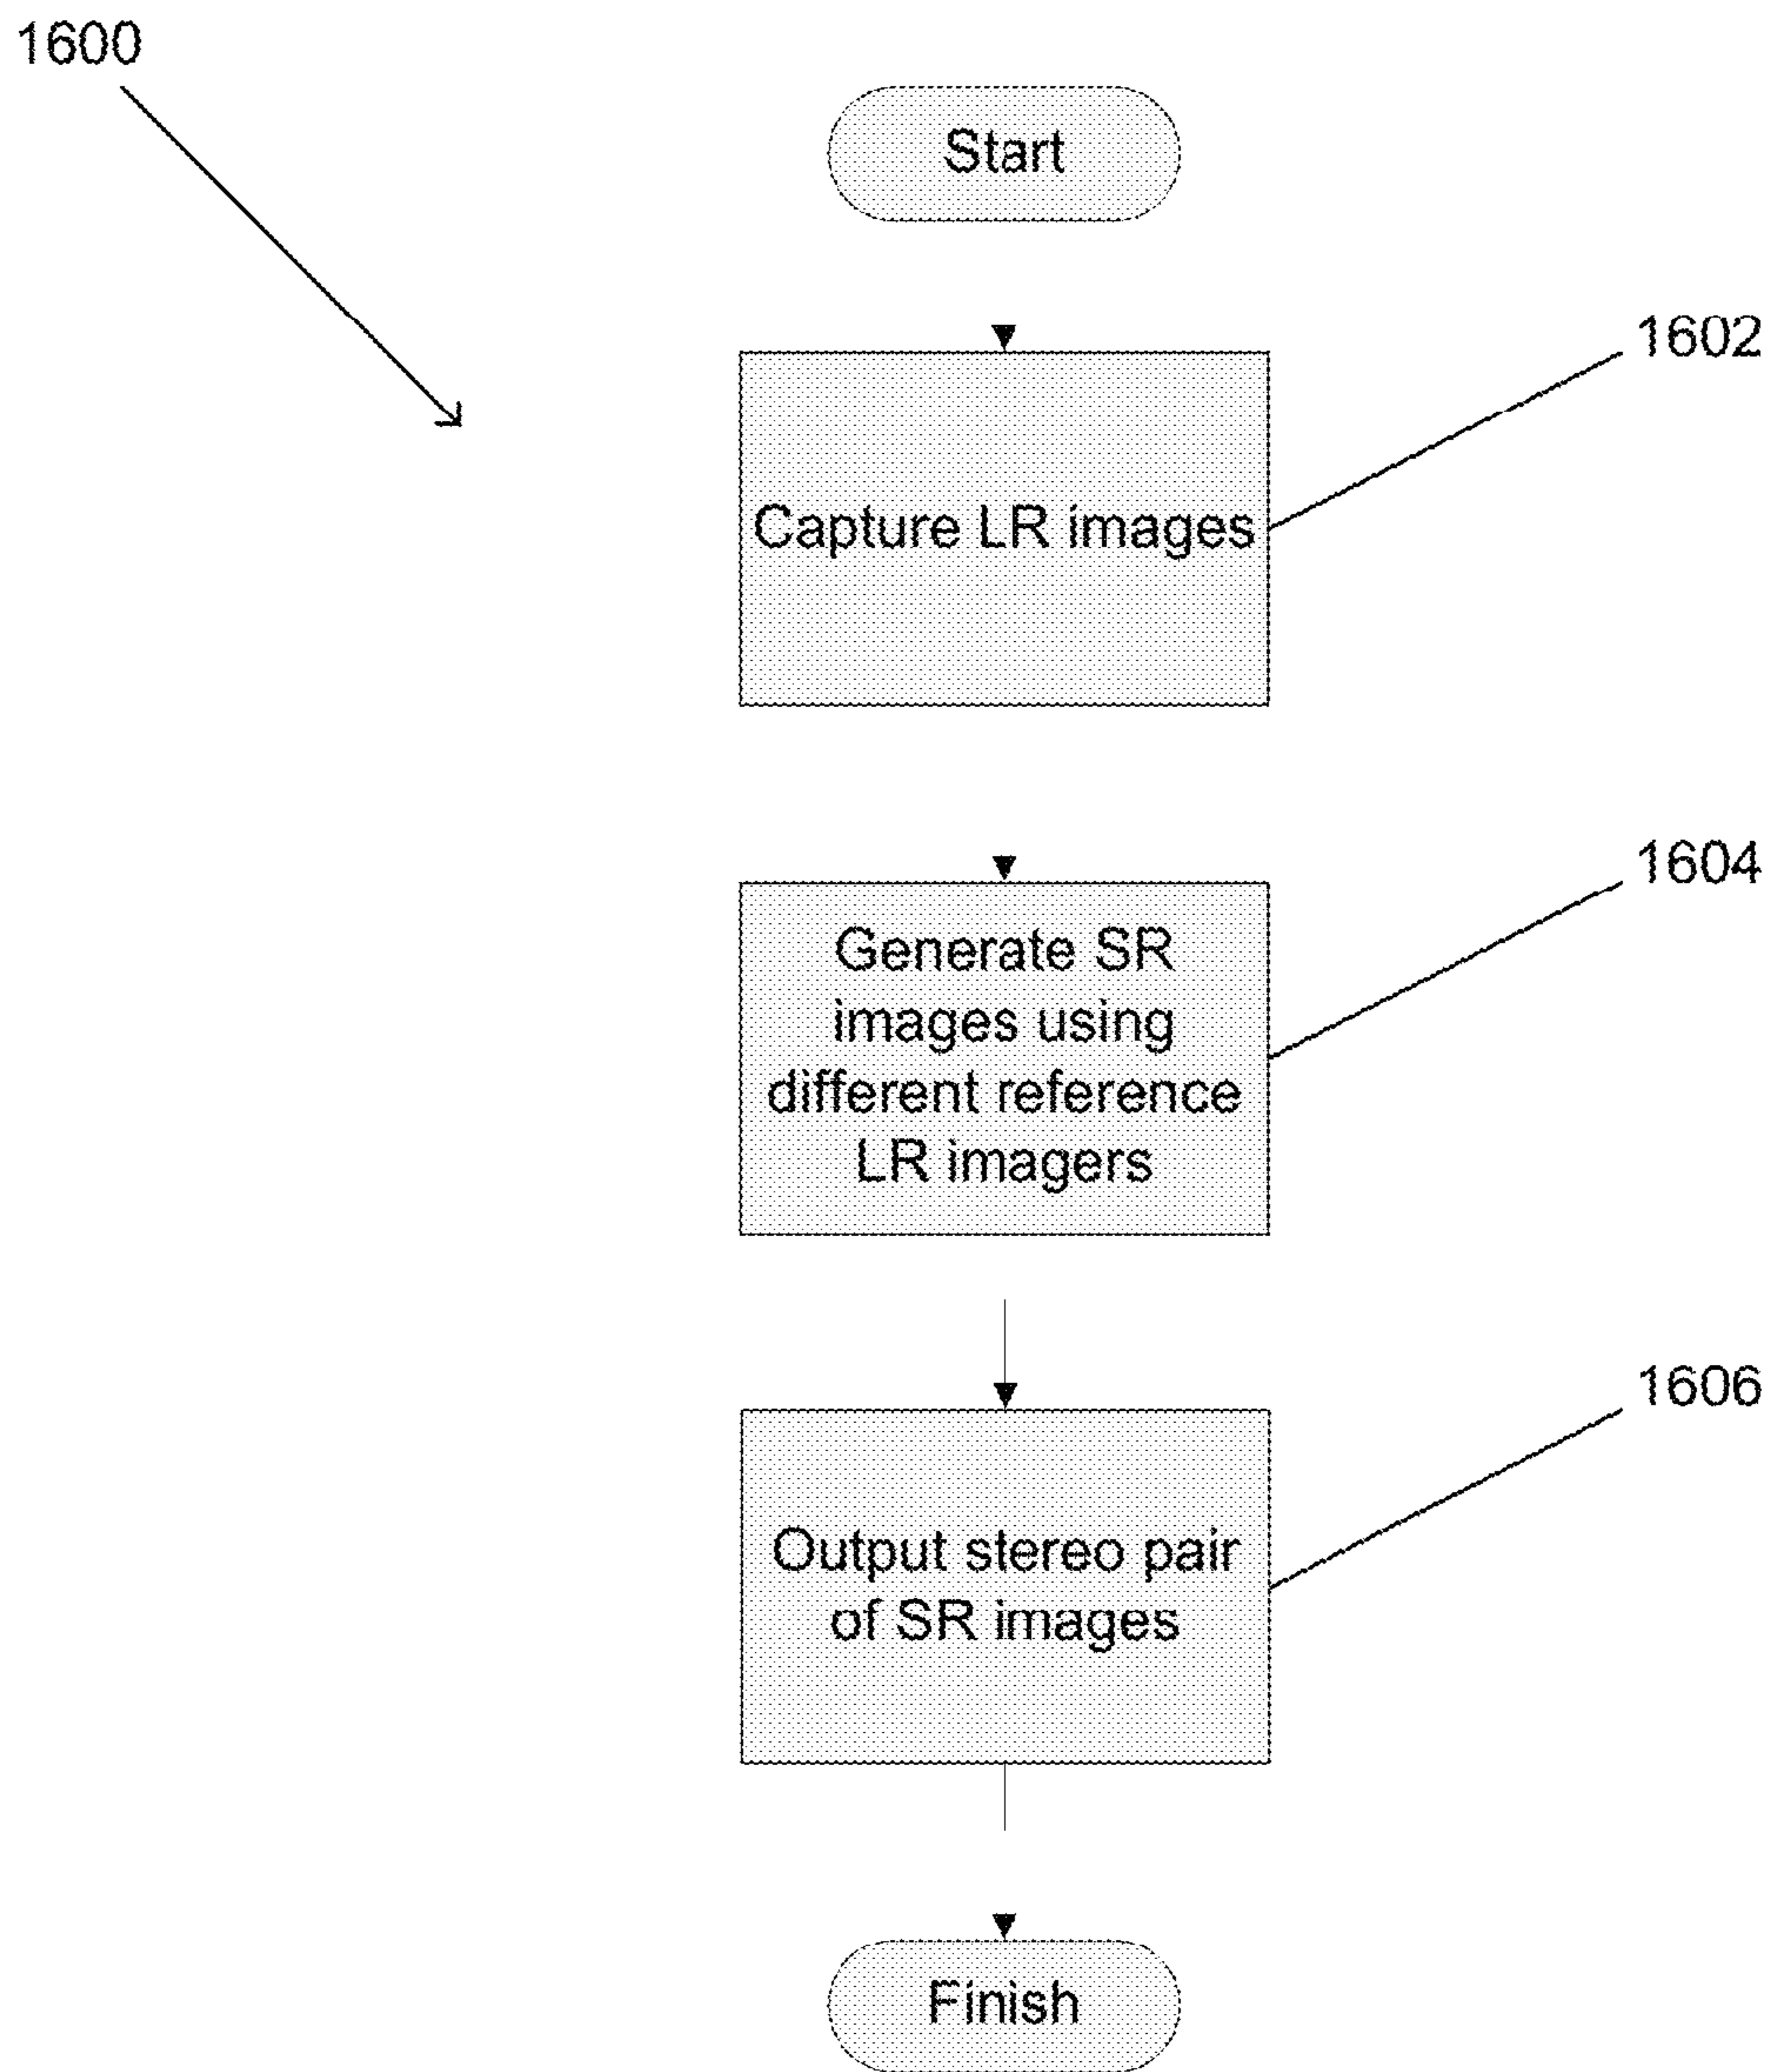 1600
Start
1602
Capture LR images
1604
Generate SR
images using
different reference
LR imagers
1606
Output stereo pair
of SR images
Finish